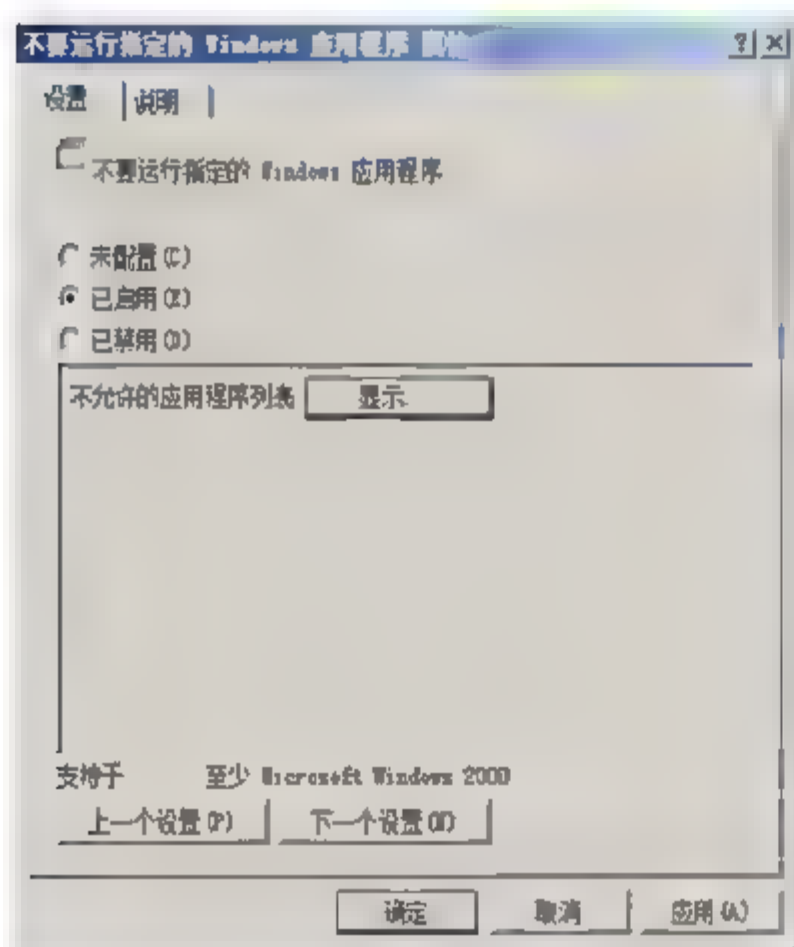 不要运行指定的 Windows 应用程序 属性
设置 说明
不要运行指定的 Windows 应用程序
未配置(C)
已启用(E)
已禁用(D)
不允许的应用程序列表 显示
支持于 至少 Microsoft Windows 2000
上一个设置(P) 下一个设置(N)
确定 取消 应用(A)